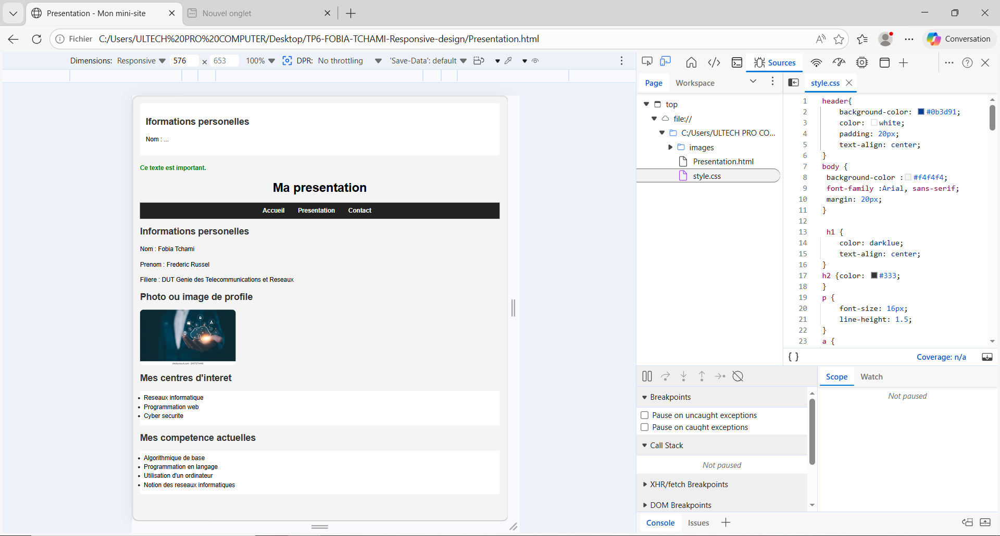 Presentation - Mon mini-site
Nouvel onglet
Fichier C:/Users/ULTECH%20PRO%20COMPUTER/Desktop/TP6-FOBIA-TCHAMI-Responsive-design/Presentation.html
Conversation
Dimensions: Responsive 576 × 653 100% DPR: No throttling 'Save-Data': default
Sources
Page Workspace
style.css
top
file://
C:/Users/ULTECH PRO CO...
images
Presentation.html
style.css
1 header{
2 background-color: #0b3d91;
3 color: white;
4 padding: 20px;
5 text-align: center;
6 }
7 body {
8 background-color :#f4f4f4;
9 font-family :Arial, sans-serif;
10 margin: 20px;
11 }
12
13 h1 {
14 color: darklue;
15 text-align: center;
16 }
17 h2 {color: #333;
18 }
19 p {
20 font-size: 16px;
21 line-height: 1.5;
22 }
23 a {
{ } Coverage: n/a
Iformations personelles
Nom : ...
Ce texte est important.
Ma presentation
Accueil Presentation Contact
Informations personelles
Nom : Fobia Tchami
Prenom : Frederic Russel
Filiere : DUT Genie des Telecommunications et Reseaux
Photo ou image de profile
Mes centres d'interet
Reseaux informatique
Programmation web
Cyber securite
Mes competence actuelles
Algorithmique de base
Programmation en langage
Utilisation d'un ordinateur
Notion des reseaux informatiques
Scope Watch
Not paused
Breakpoints
Pause on uncaught exceptions
Pause on caught exceptions
Call Stack
Not paused
XHR/fetch Breakpoints
DOM Breakpoints
Console Issues